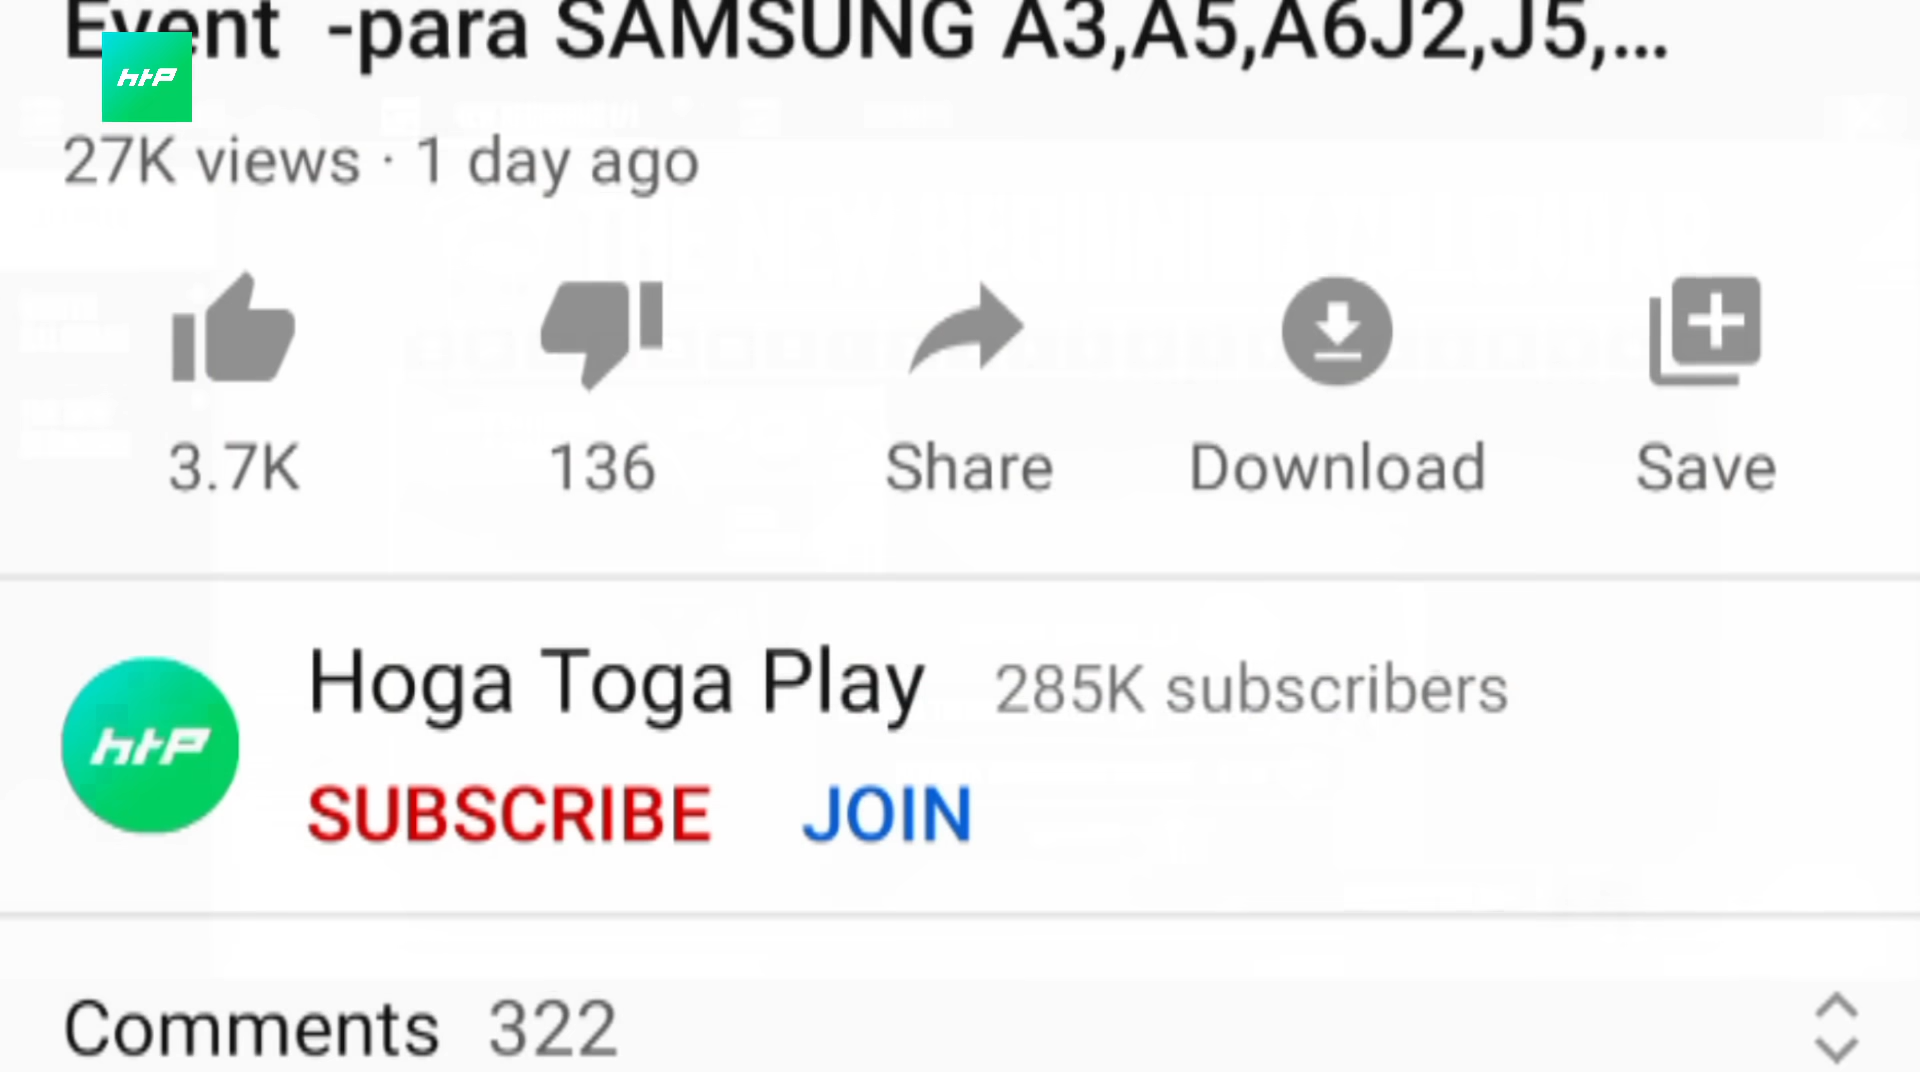 Event -para SAMSUNG A3,A5,A6J2,J5,...
htP
27K views · 1 day ago
3.7K 136 Share Download Save
htP
Hoga Toga Play 285K subscribers
SUBSCRIBE JOIN
Comments 322